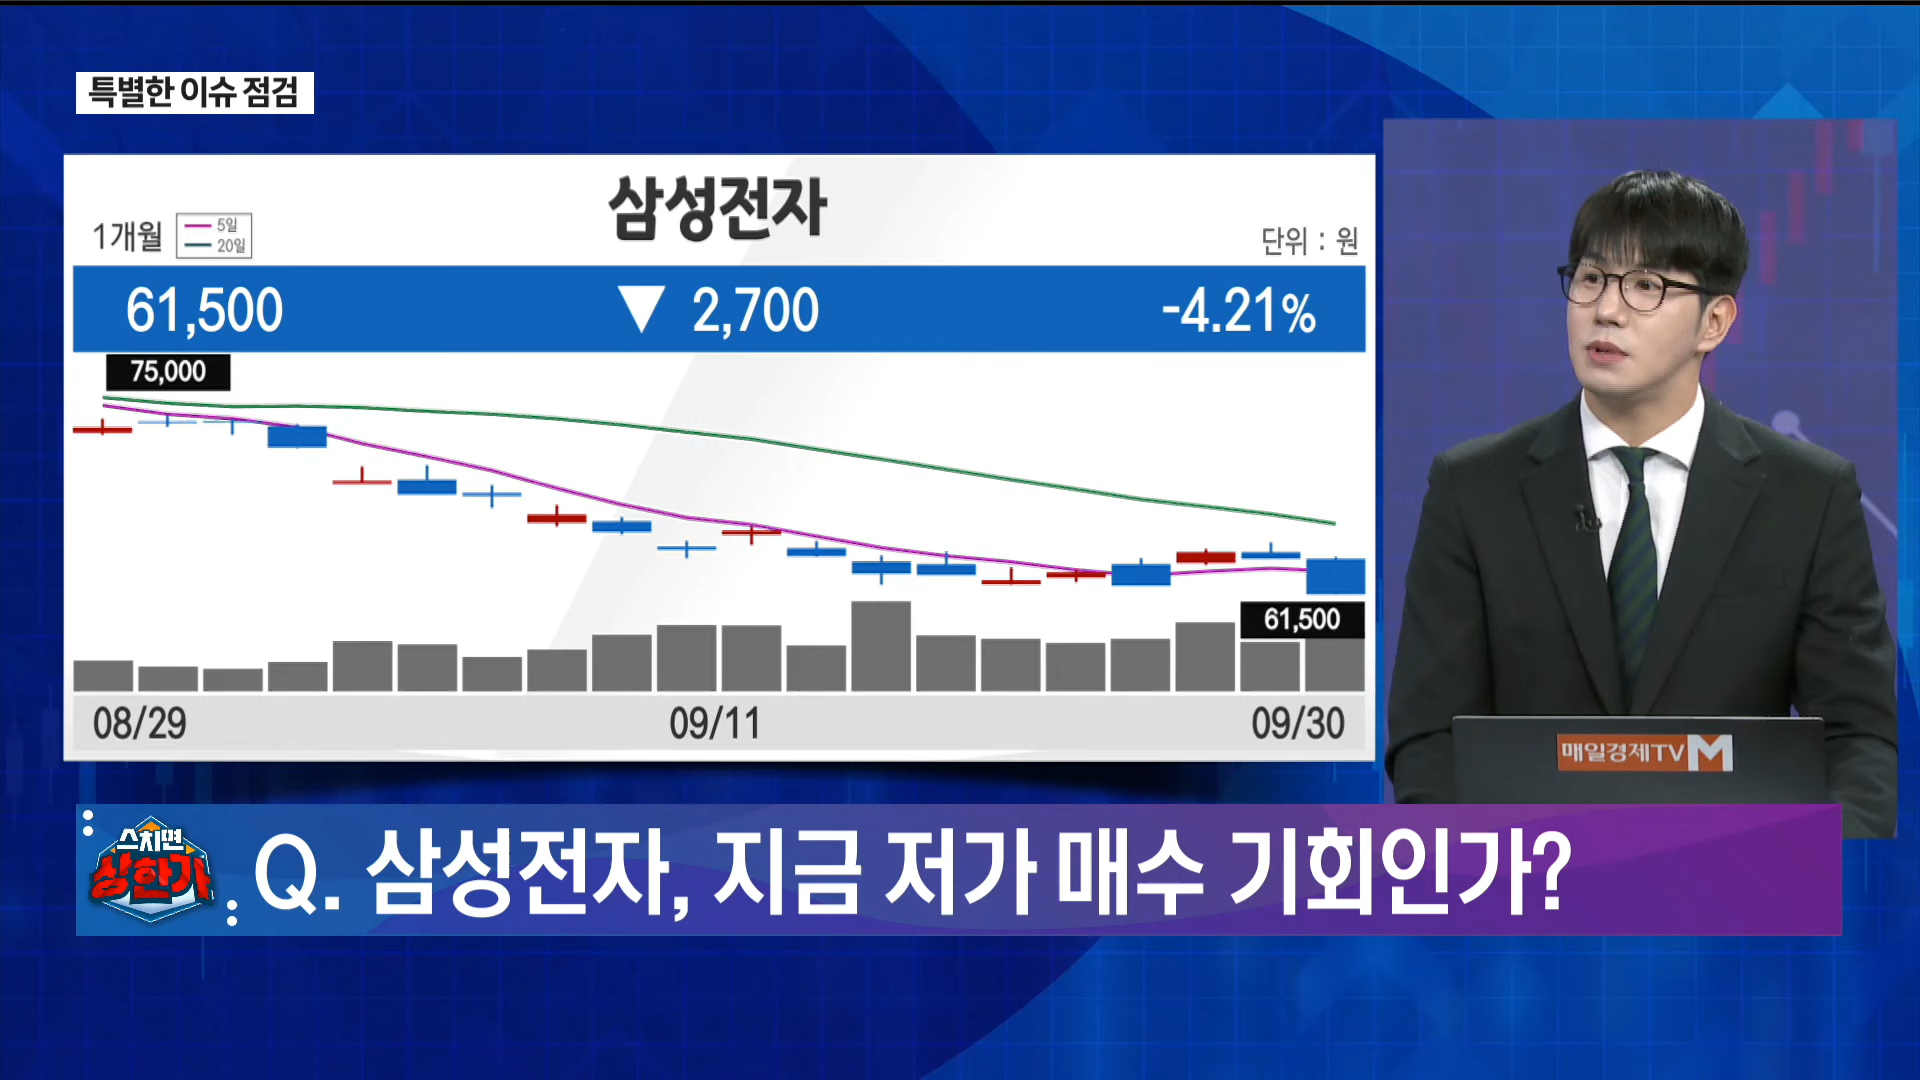 특별한 이슈 점검
삼성전자
1개월
5일
20일
단위 : 원
61,500 ▼ 2,700 -4.21%
75,000
61,500
08/29 09/11 09/30
매일경제TV M
스치면
상한가
Q. 삼성전자, 지금 저가 매수 기회인가?